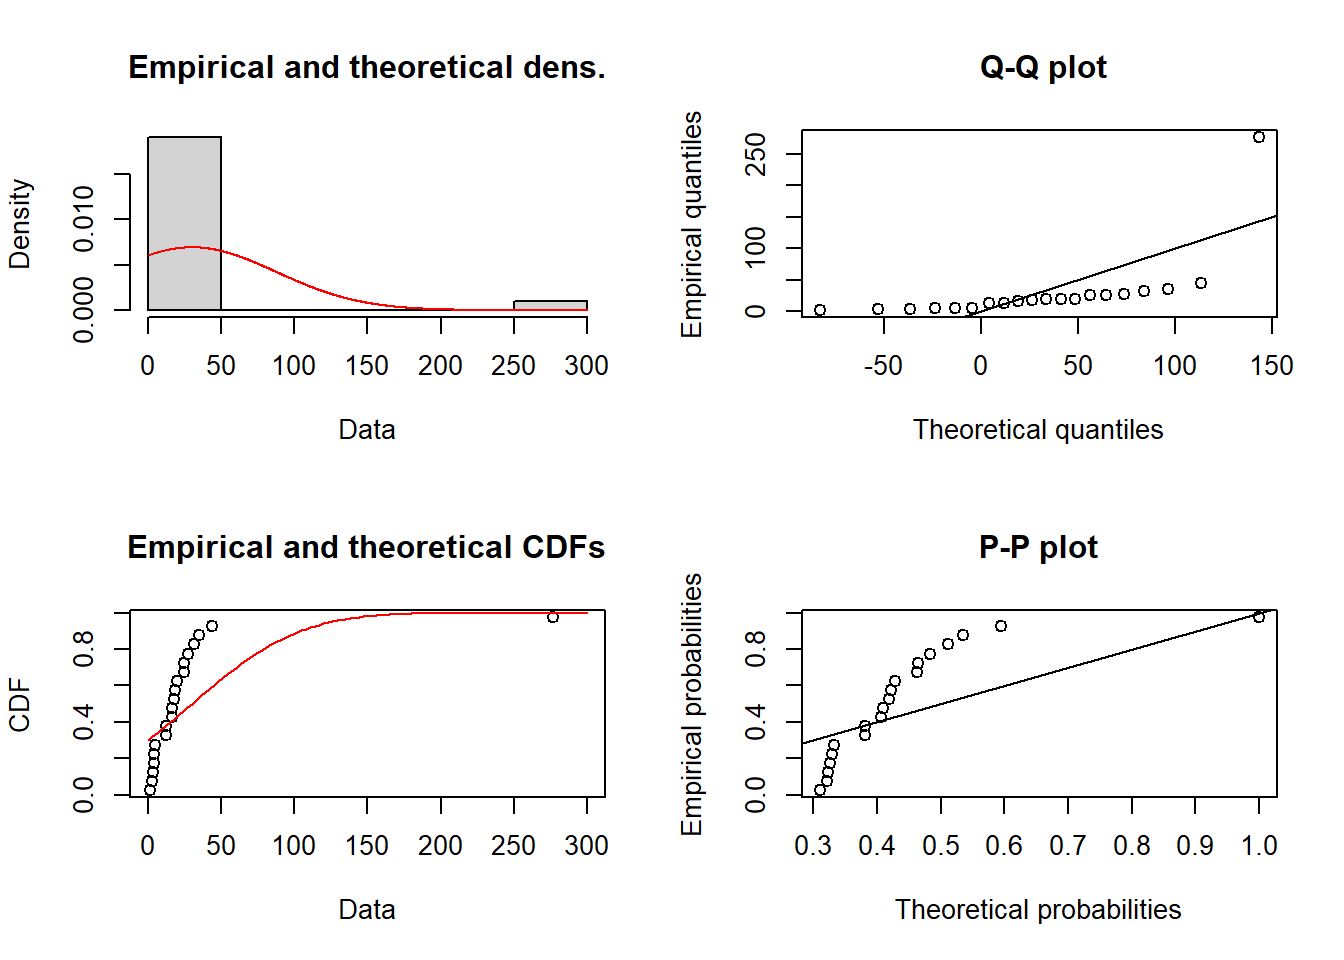 Empirical and theoretical dens.
Density
0.000 0.010
0 50 100 150 200 250 300
Data
Q-Q plot
Empirical quantiles
0 100 250
-50 0 50 100 150
Theoretical quantiles
Empirical and theoretical CDFs
CDF
0.0 0.4 0.8
0 50 100 150 200 250 300
Data
P-P plot
Empirical probabilities
0.0 0.4 0.8
0.3 0.4 0.5 0.6 0.7 0.8 0.9 1.0
Theoretical probabilities